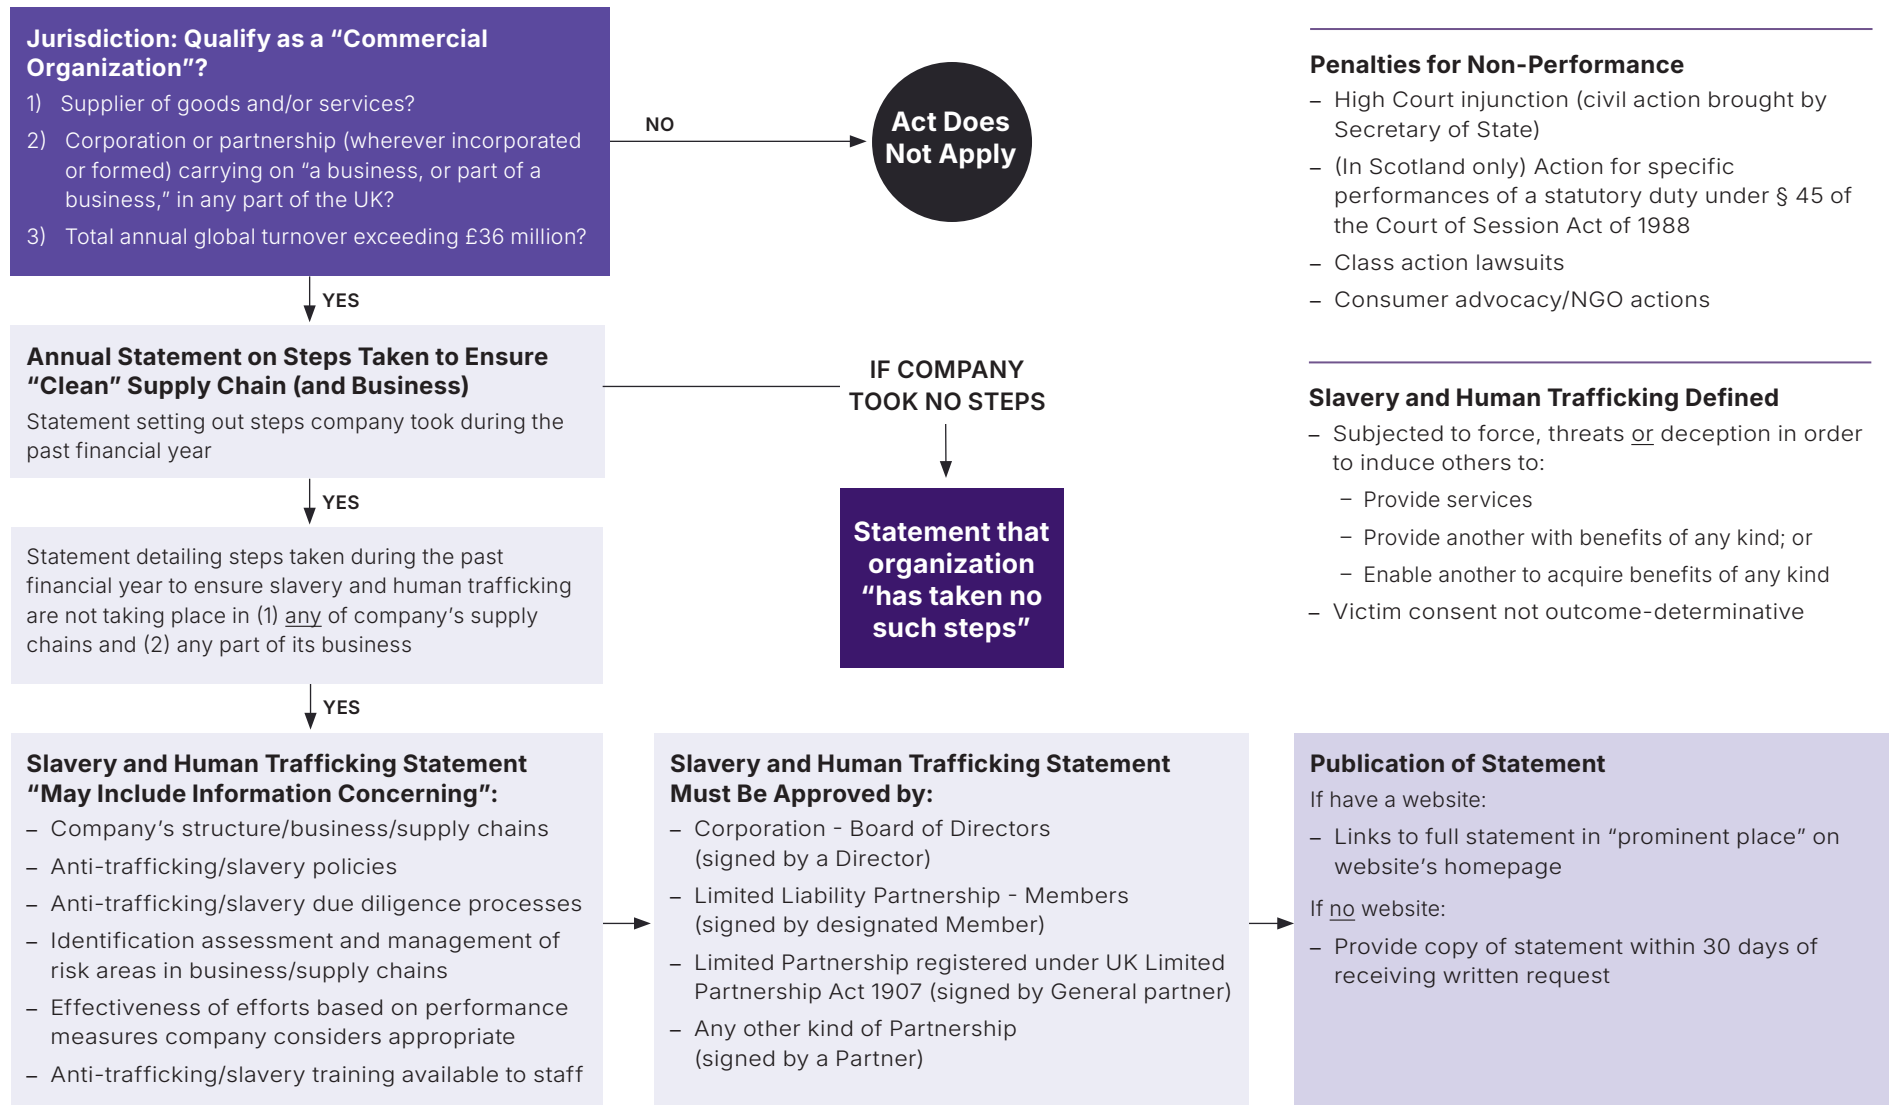 Jurisdiction: Qualify as a “Commercial
Organization”?
1) Supplier of goods and/or services?
2) Corporation or partnership (wherever incorporated
or formed) carrying on “a business, or part of a
business,” in any part of the UK?
3) Total annual global turnover exceeding £36 million?
NO
Act Does
Not Apply
YES
Annual Statement on Steps Taken to Ensure
“Clean” Supply Chain (and Business)
Statement setting out steps company took during the
past financial year
IF COMPANY
TOOK NO STEPS
Statement that
organization
“has taken no
such steps”
YES
Statement detailing steps taken during the past
financial year to ensure slavery and human trafficking
are not taking place in (1) any of company’s supply
chains and (2) any part of its business
YES
Slavery and Human Trafficking Statement
“May Include Information Concerning”:
– Company’s structure/business/supply chains
– Anti-trafficking/slavery policies
– Anti-trafficking/slavery due diligence processes
– Identification assessment and management of
risk areas in business/supply chains
– Effectiveness of efforts based on performance
measures company considers appropriate
– Anti-trafficking/slavery training available to staff
Slavery and Human Trafficking Statement
Must Be Approved by:
– Corporation - Board of Directors
(signed by a Director)
– Limited Liability Partnership - Members
(signed by designated Member)
– Limited Partnership registered under UK Limited
Partnership Act 1907 (signed by General partner)
– Any other kind of Partnership
(signed by a Partner)
Publication of Statement
If have a website:
– Links to full statement in “prominent place” on
website’s homepage
If no website:
– Provide copy of statement within 30 days of
receiving written request
Penalties for Non-Performance
– High Court injunction (civil action brought by
Secretary of State)
– (In Scotland only) Action for specific
performances of a statutory duty under § 45 of
the Court of Session Act of 1988
– Class action lawsuits
– Consumer advocacy/NGO actions
Slavery and Human Trafficking Defined
– Subjected to force, threats or deception in order
to induce others to:
– Provide services
– Provide another with benefits of any kind; or
– Enable another to acquire benefits of any kind
– Victim consent not outcome-determinative